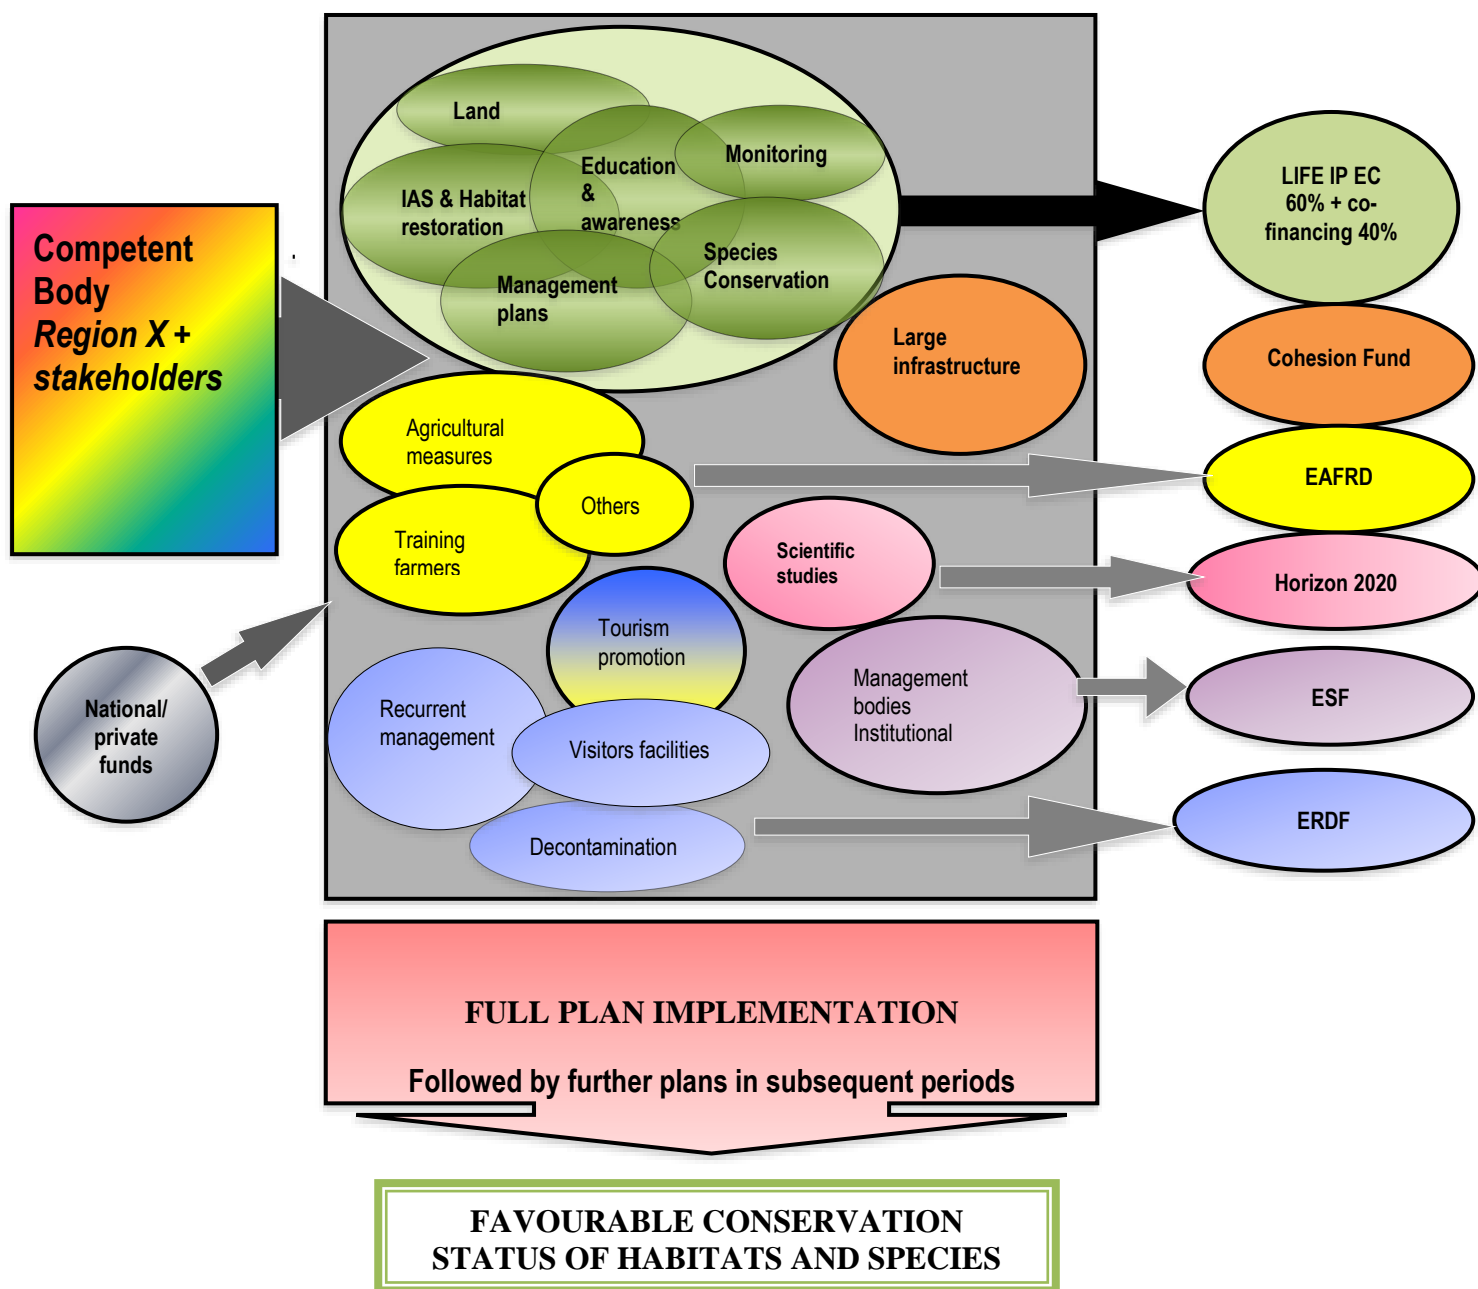 Land
Education
&
awareness
Monitoring
IAS & Habitat
restoration
Species
Conservation
Management
plans
LIFE IP EC
60% + co-
financing 40%
Competent
Body
Region X +
stakeholders
Large
infrastructure
Cohesion Fund
Agricultural
measures
Others
EAFRD
Training
farmers
Scientific
studies
Horizon 2020
Tourism
promotion
National/
private
funds
Recurrent
management
Visitors facilities
Management
bodies
Institutional
ESF
Decontamination
ERDF
FULL PLAN IMPLEMENTATION
Followed by further plans in subsequent periods
FAVOURABLE CONSERVATION
STATUS OF HABITATS AND SPECIES